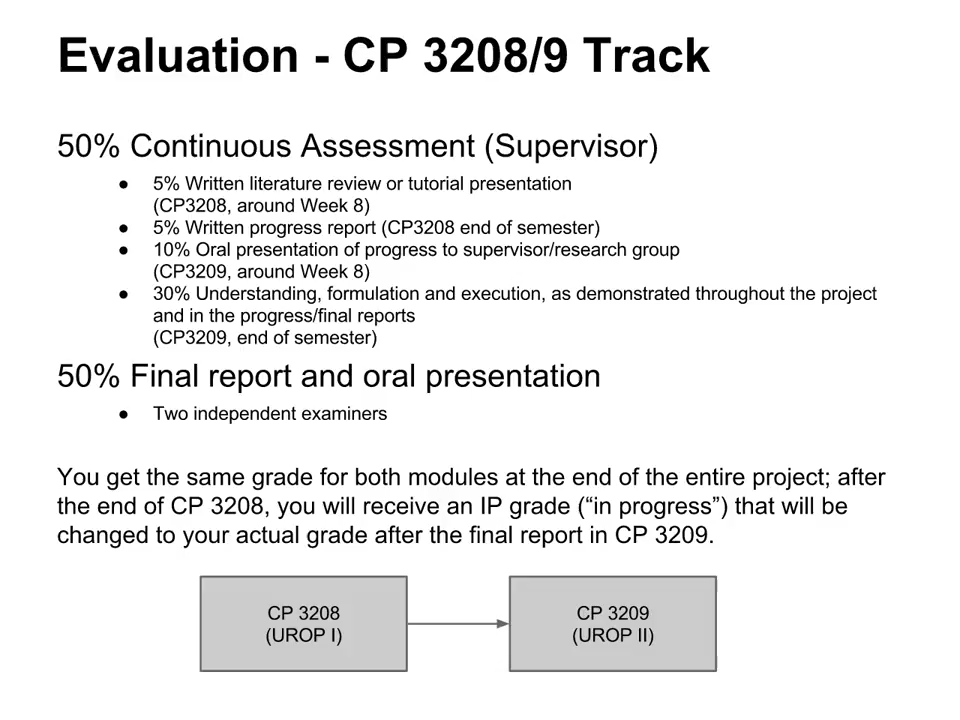 Evaluation - CP 3208/9 Track
50% Continuous Assessment (Supervisor)
● 5% Written literature review or tutorial presentation
(CP3208, around Week 8)
● 5% Written progress report (CP3208 end of semester)
● 10% Oral presentation of progress to supervisor/research group
(CP3209, around Week 8)
● 30% Understanding, formulation and execution, as demonstrated throughout the project
and in the progress/final reports
(CP3209, end of semester)
50% Final report and oral presentation
● Two independent examiners
You get the same grade for both modules at the end of the entire project; after
the end of CP 3208, you will receive an IP grade (“in progress”) that will be
changed to your actual grade after the final report in CP 3209.
CP 3208
(UROP I)
CP 3209
(UROP II)